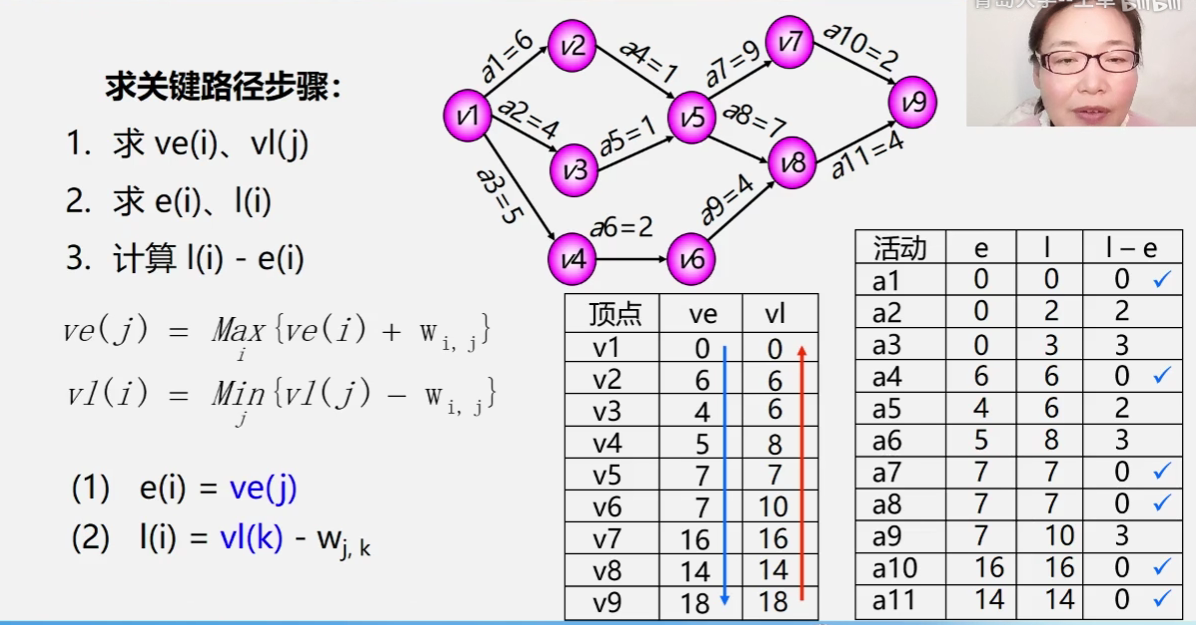 求关键路径步骤：
1. 求 ve(i)、vl(j)
2. 求 e(i)、l(i)
3. 计算 l(i) - e(i)
ve(j) = Max{ve(i) + w i, j}
i
vl(i) = Min{vl(j) − w i, j}
j
(1) e(i) = ve(j)
(2) l(i) = vl(k) - wj, k
v1
v2
v3
v4
v5
v6
v7
v8
v9
a1=6
a2=4
a3=5
a4=1
a5=1
a6=2
a7=9
a8=7
a9=4
a10=2
a11=4
顶点 ve vl
v1 0 0
v2 6 6
v3 4 6
v4 5 8
v5 7 7
v6 7 10
v7 16 16
v8 14 14
v9 18 18
活动 e l l – e
a1 0 0 0 ✓
a2 0 2 2
a3 0 3 3
a4 6 6 0 ✓
a5 4 6 2
a6 5 8 3
a7 7 7 0 ✓
a8 7 7 0 ✓
a9 7 10 3
a10 16 16 0 ✓
a11 14 14 0 ✓